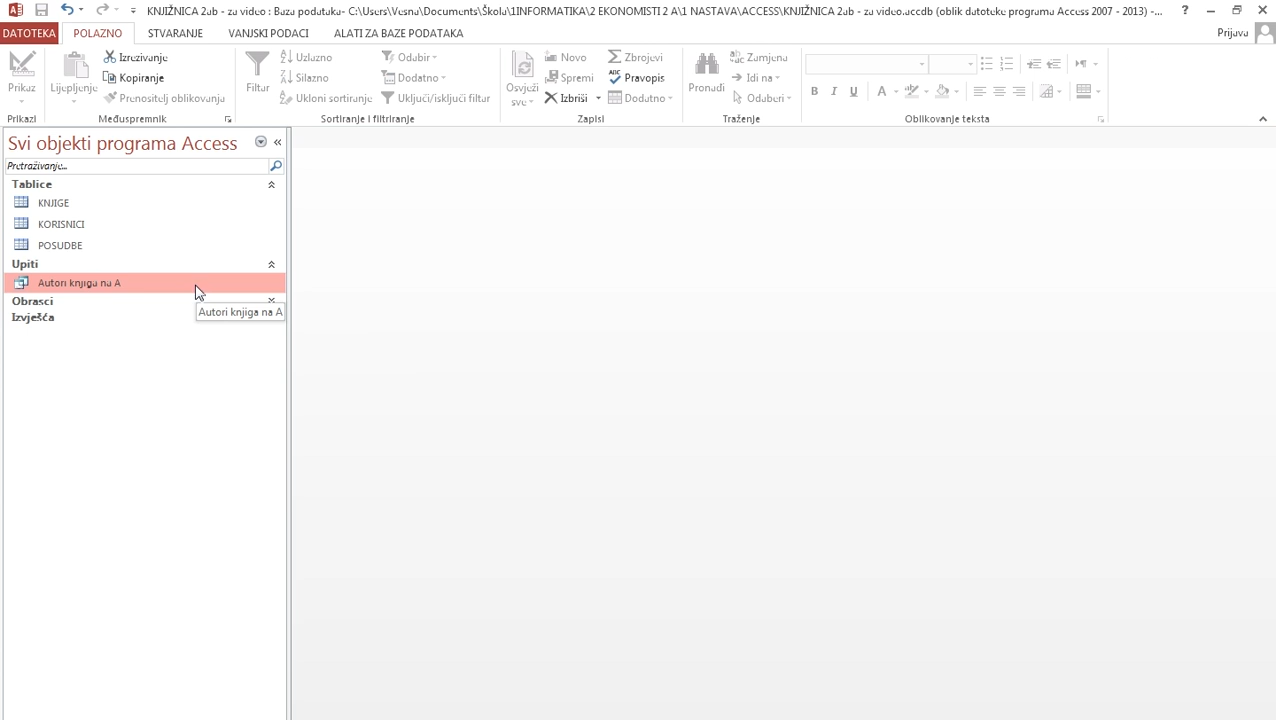 KNJIŽNICA 2ab - za video : Baza podataka- C:\Users\Vesna\Documents\Škola\1INFORMATIKA\2 EKONOMISTI 2 A\1 NASTAVA\ACCESS\KNJIŽNICA 2ab - za video.accdb (oblik datoteke programa Access 2007 - 2013) -...
DATOTEKA POLAZNO STVARANJE VANJSKI PODACI ALATI ZA BAZE PODATAKA Prijava
Prikaz Lijepljenje Izrezivanje Kopiranje Prenositelj oblikovanja
Filtar Uzlazno Silazno Ukloni sortiranje Odabir Dodatno Uključi/isključi filtar
Osvježi sve Novo Spremi Izbriši Zbrojevi Pravopis Dodatno
Pronađi Zamjena Idi na Odaberi
B I U A
Prikazi Međuspremnik Sortiranje i filtriranje Zapisi Traženje Oblikovanje teksta
Svi objekti programa Access
Pretraživanje...
Tablice
KNJIGE
KORISNICI
POSUDBE
Upiti
Autori knjiga na A
Obrasci
Autori knjiga na A
Izvješća